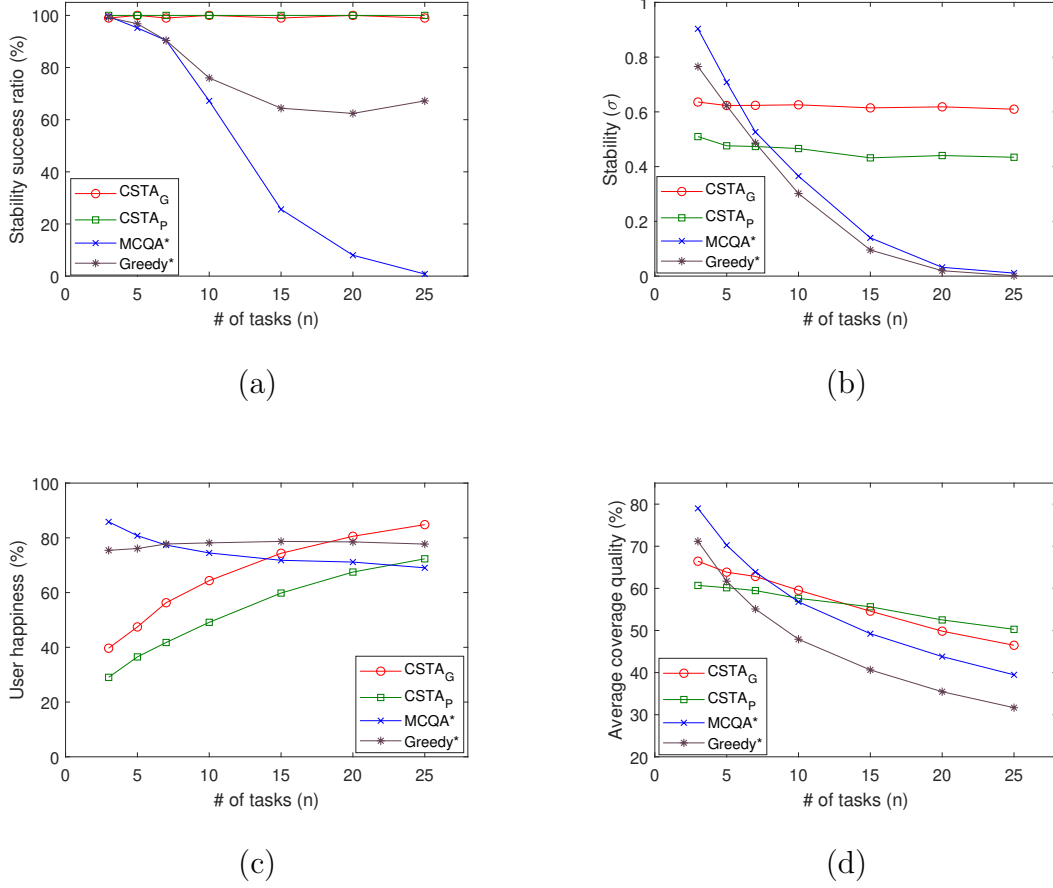 100
80
60
40
20
0
Stability success ratio (%)
CSTA_G
CSTA_P
MCQA*
Greedy*
0 5 10 15 20 25
# of tasks (n)
(a)
1
0.8
0.6
0.4
0.2
0
Stability (σ)
CSTA_G
CSTA_P
MCQA*
Greedy*
0 5 10 15 20 25
# of tasks (n)
(b)
100
80
60
40
20
0
User happiness (%)
CSTA_G
CSTA_P
MCQA*
Greedy*
0 5 10 15 20 25
# of tasks (n)
(c)
80
70
60
50
40
30
20
Average coverage quality (%)
CSTA_G
CSTA_P
MCQA*
Greedy*
0 5 10 15 20 25
# of tasks (n)
(d)